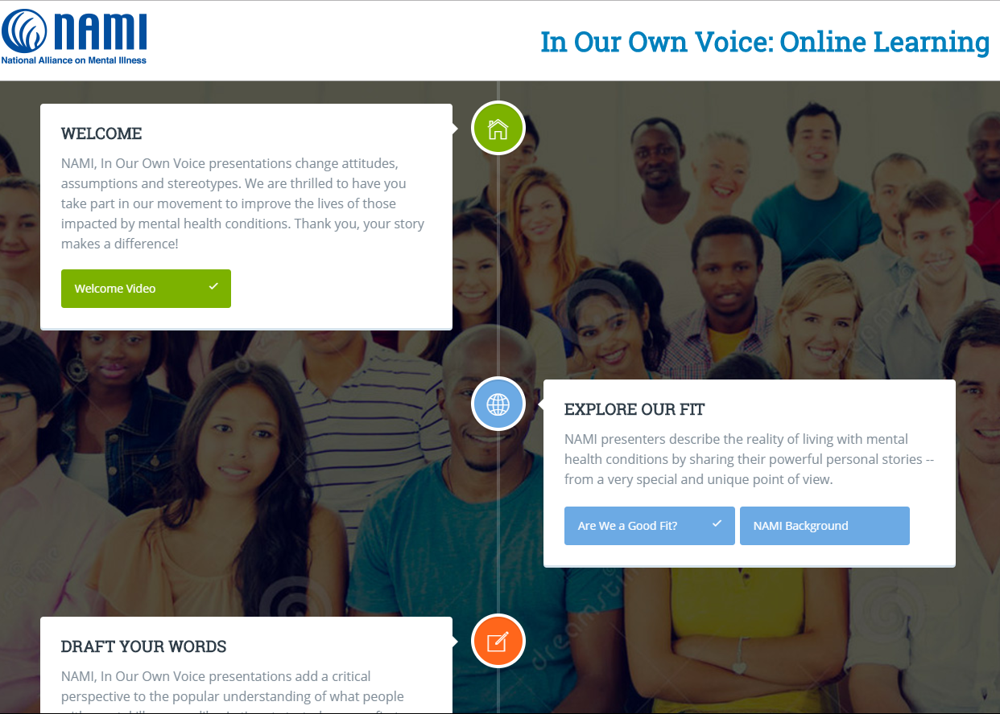 NAMI
National Alliance on Mental Illness
In Our Own Voice: Online Learning
WELCOME
NAMI, In Our Own Voice presentations change attitudes,
assumptions and stereotypes. We are thrilled to have you
take part in our movement to improve the lives of those
impacted by mental health conditions. Thank you, your story
makes a difference!
Welcome Video
EXPLORE OUR FIT
NAMI presenters describe the reality of living with mental
health conditions by sharing their powerful personal stories --
from a very special and unique point of view.
Are We a Good Fit?
NAMI Background
DRAFT YOUR WORDS
NAMI, In Our Own Voice presentations add a critical
perspective to the popular understanding of what people
dreamstime